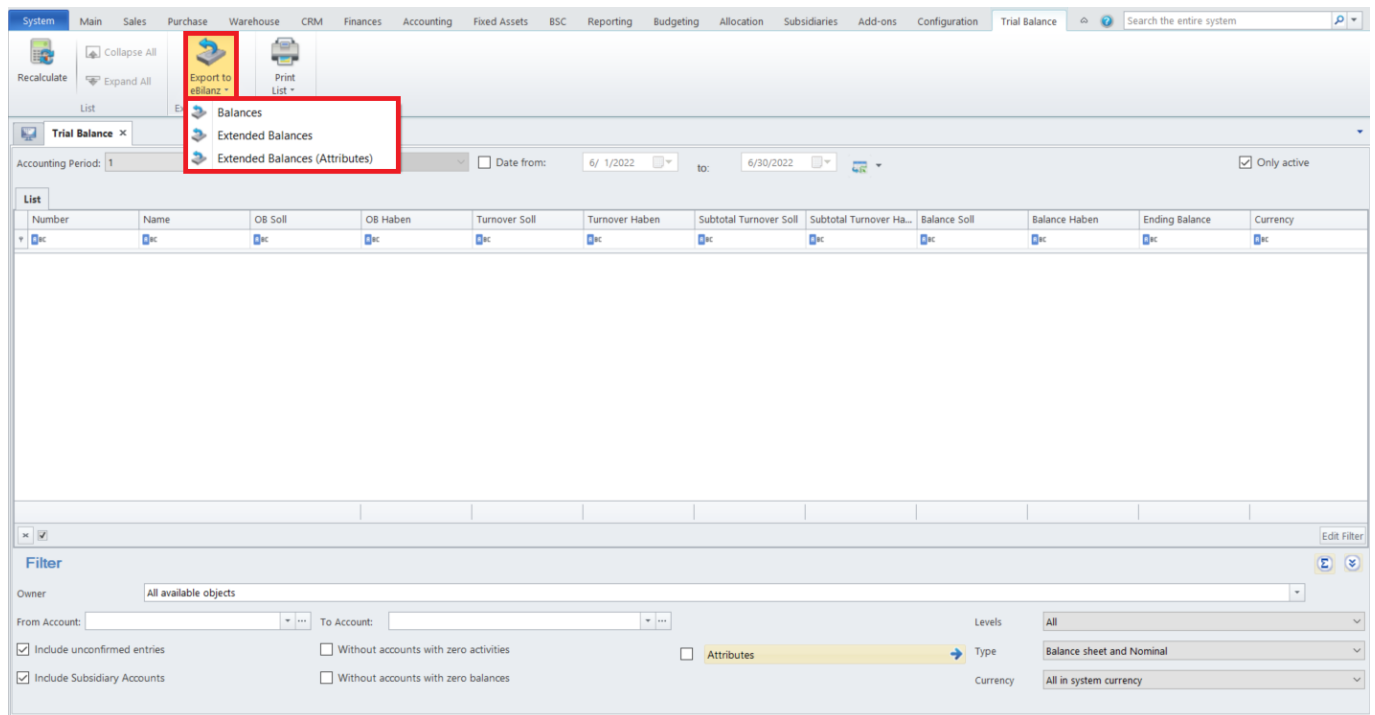 System Main Sales Purchase Warehouse CRM Finances Accounting Fixed Assets BSC Reporting Budgeting Allocation Subsidiaries Add-ons Configuration Trial Balance Search the entire system
Recalculate
Collapse All
Expand All
List
Export to
eBilanz
Print
List
Balances
Extended Balances
Extended Balances (Attributes)
Trial Balance
Accounting Period: 1 Date from: 6/ 1/2022 to: 6/30/2022 Only active
List
Number Name OB Soll OB Haben Turnover Soll Turnover Haben Subtotal Turnover Soll Subtotal Turnover Ha... Balance Soll Balance Haben Ending Balance Currency
Edit Filter
Filter
Owner All available objects
From Account: To Account: Levels All
Include unconfirmed entries Without accounts with zero activities Attributes Type Balance sheet and Nominal
Include Subsidiary Accounts Without accounts with zero balances Currency All in system currency